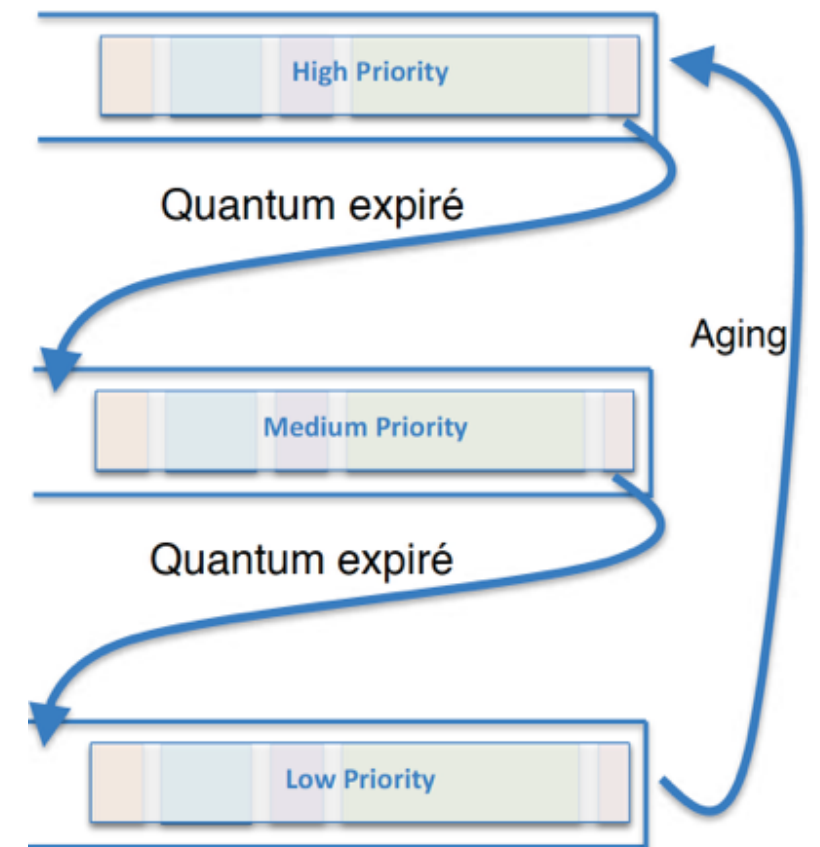 High Priority
Quantum expiré
Aging
Medium Priority
Quantum expiré
Low Priority